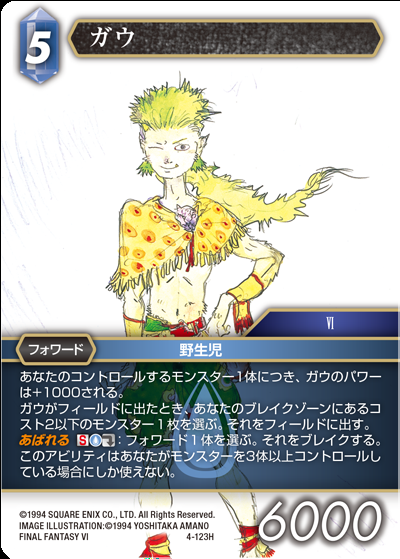 5
ガウ
VI
フォワード
野生児
あなたのコントロールするモンスター1体につき、ガウのパワー
は+1000される。
ガウがフィールドに出たとき、あなたのブレイクゾーンにあるコ
スト2以下のモンスター1枚を選ぶ。それをフィールドに出す。
あばれる S:フォワード1体を選ぶ。それをブレイクする。
このアビリティはあなたがモンスターを3体以上コントロールし
ている場合にしか使えない。
©1994 SQUARE ENIX CO., LTD. All Rights Reserved.
IMAGE ILLUSTRATION:©1994 YOSHITAKA AMANO
FINAL FANTASY VI
4-123H
6000